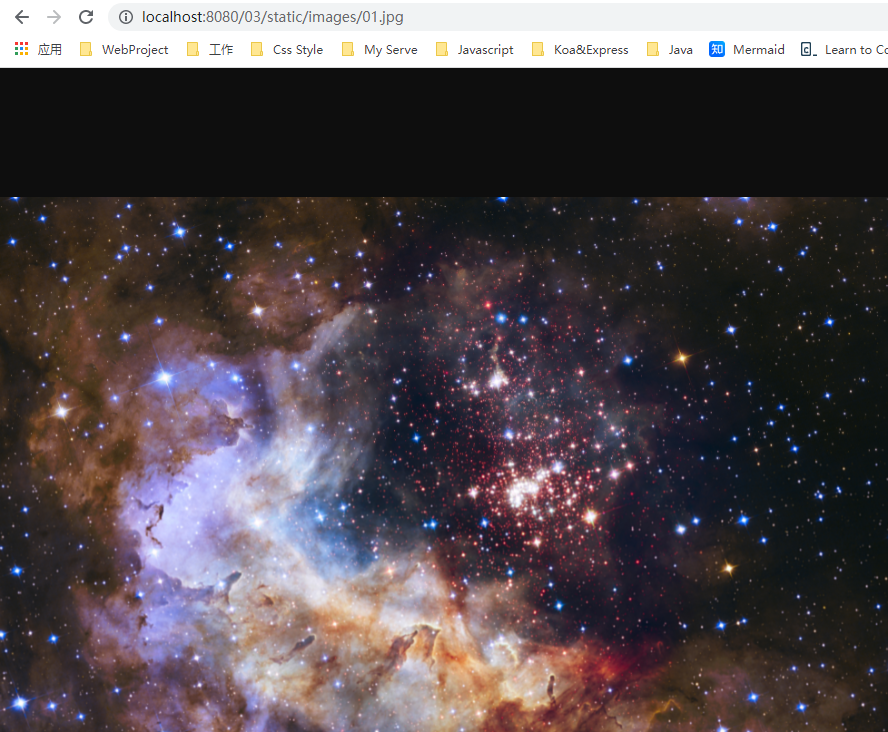 localhost:8080/03/static/images/01.jpg
应用 WebProject 工作 Css Style My Serve Javascript Koa&Express Java 知 Mermaid C_ Learn to Co